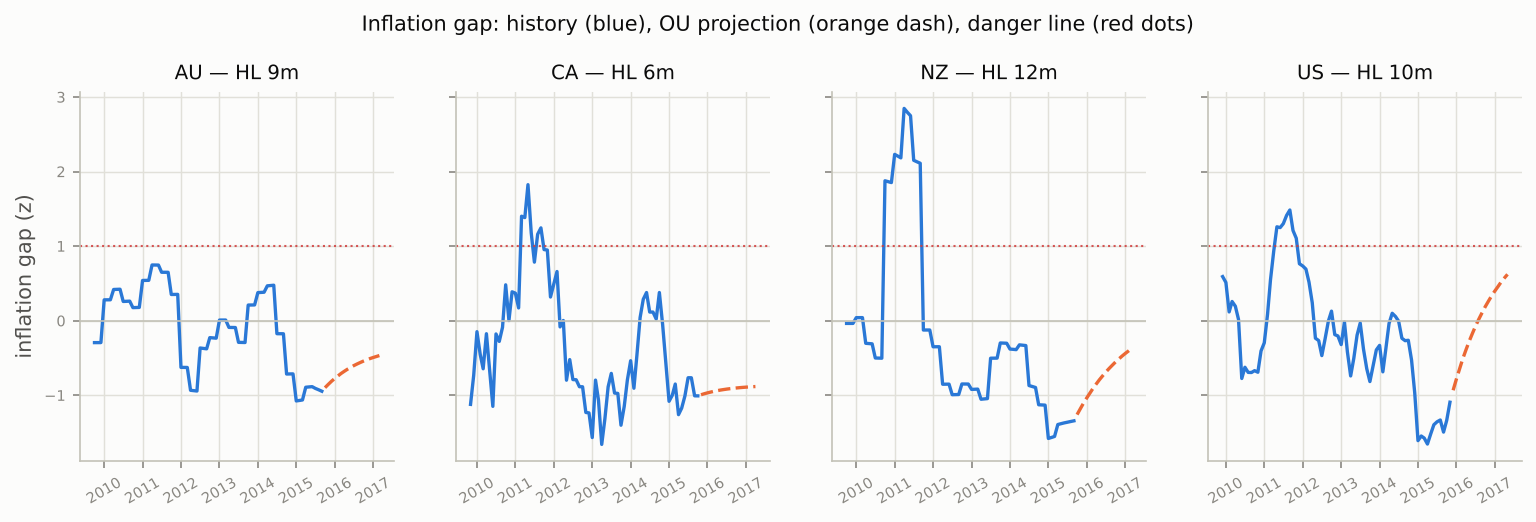 Inflation gap: history (blue), OU projection (orange dash), danger line (red dots)
AU — HL 9m
CA — HL 6m
NZ — HL 12m
US — HL 10m
inflation gap (z)
3
2
1
0
−1
2010 2011 2012 2013 2014 2015 2016 2017
2010 2011 2012 2013 2014 2015 2016 2017
2010 2011 2012 2013 2014 2015 2016 2017
2010 2011 2012 2013 2014 2015 2016 2017